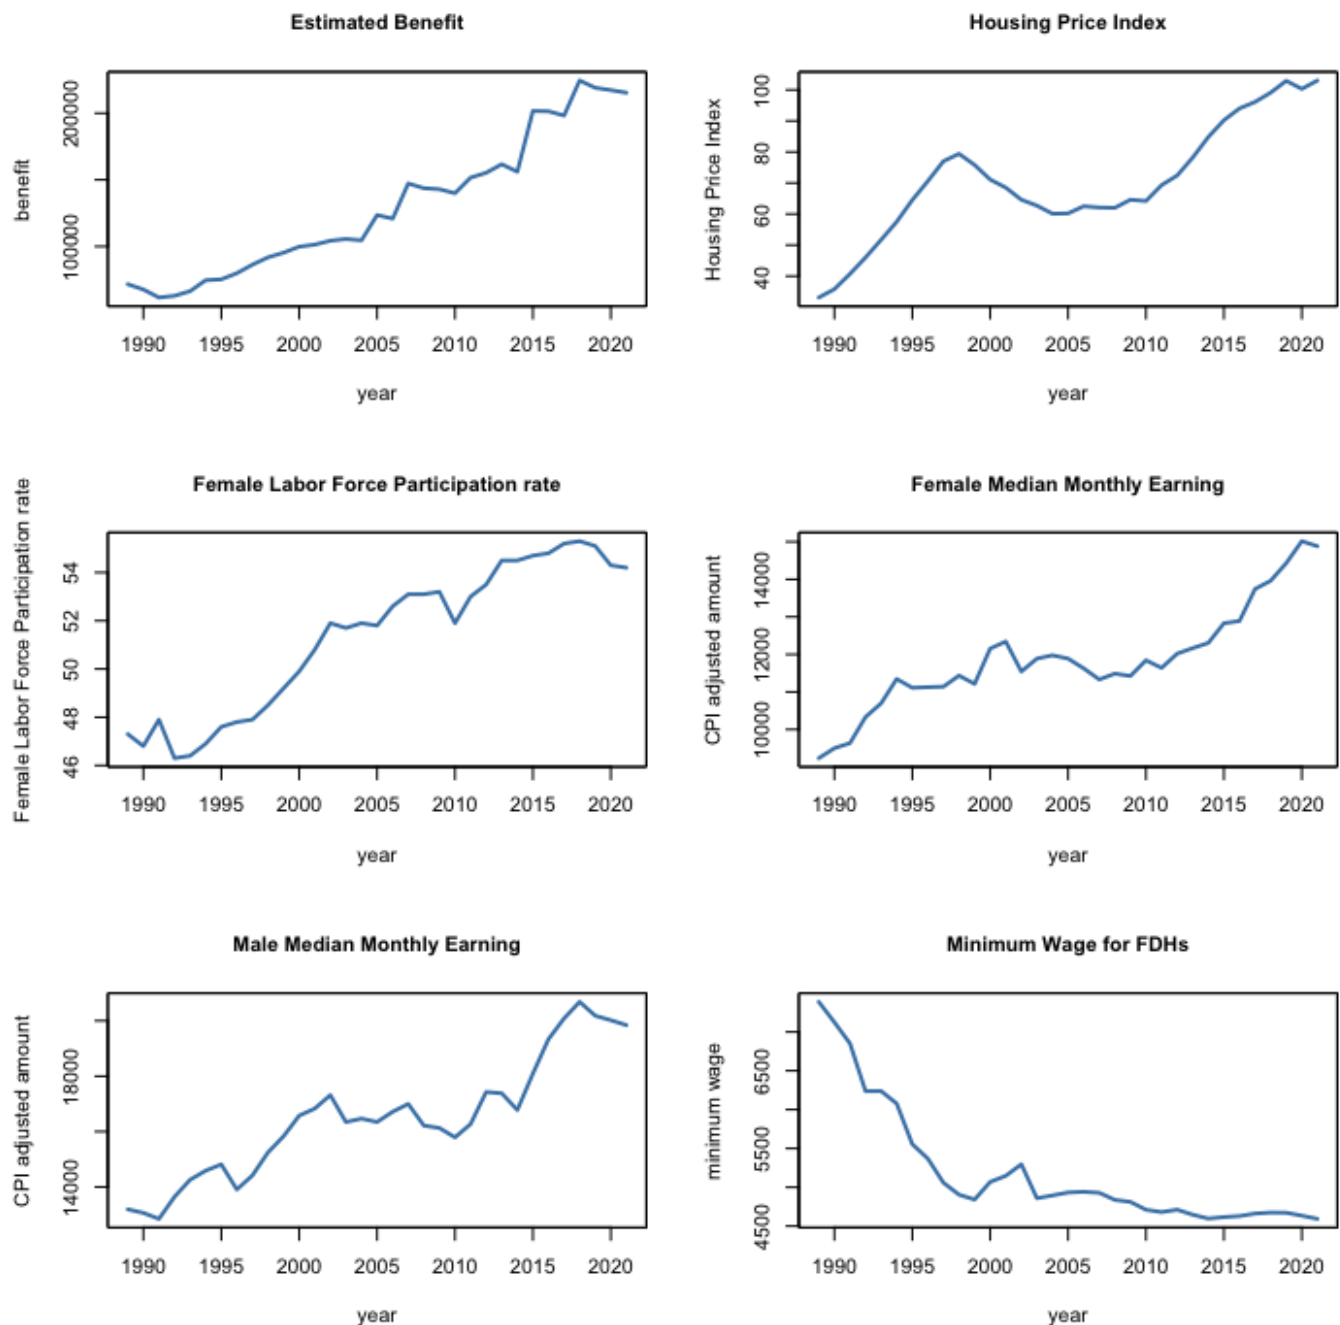 Estimated Benefit
benefit
100000
200000
1990 1995 2000 2005 2010 2015 2020
year
Housing Price Index
Housing Price Index
40
60
80
100
1990 1995 2000 2005 2010 2015 2020
year
Female Labor Force Participation rate
Female Labor Force Participation rate
46
48
50
52
54
1990 1995 2000 2005 2010 2015 2020
year
Female Median Monthly Earning
CPI adjusted amount
10000
12000
14000
1990 1995 2000 2005 2010 2015 2020
year
Male Median Monthly Earning
CPI adjusted amount
14000
18000
1990 1995 2000 2005 2010 2015 2020
year
Minimum Wage for FDHs
minimum wage
4500
5500
6500
1990 1995 2000 2005 2010 2015 2020
year